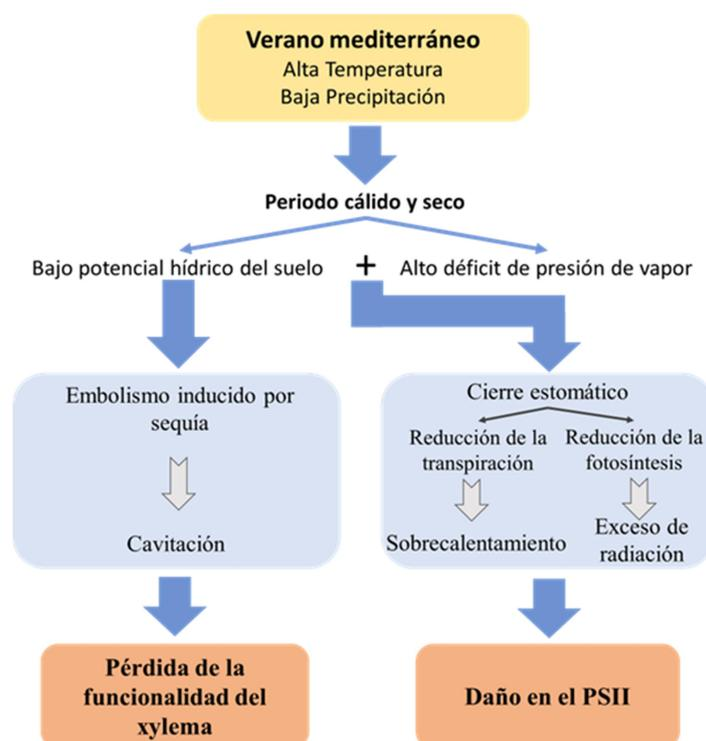 Verano mediterráneo
Alta Temperatura
Baja Precipitación
Periodo cálido y seco
Bajo potencial hídrico del suelo + Alto déficit de presión de vapor
Embolismo inducido por
sequía
Cavitación
Cierre estomático
Reducción de la
transpiración
Reducción de la
fotosíntesis
Sobrecalentamiento
Exceso de
radiación
Pérdida de la
funcionalidad del
xylema
Daño en el PSII